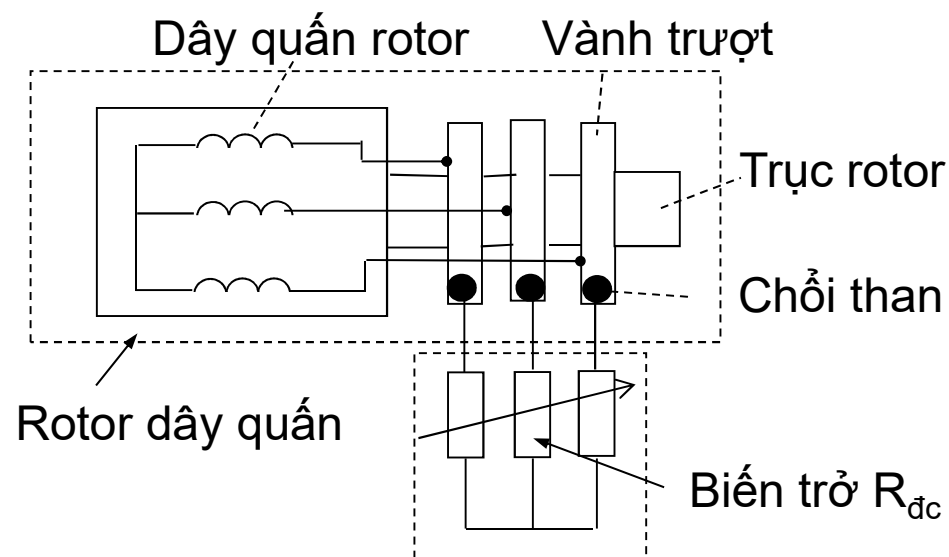 Dây quấn rotor
Vành trượt
Trục rotor
Chổi than
Rotor dây quấn
Biến trở Rđc